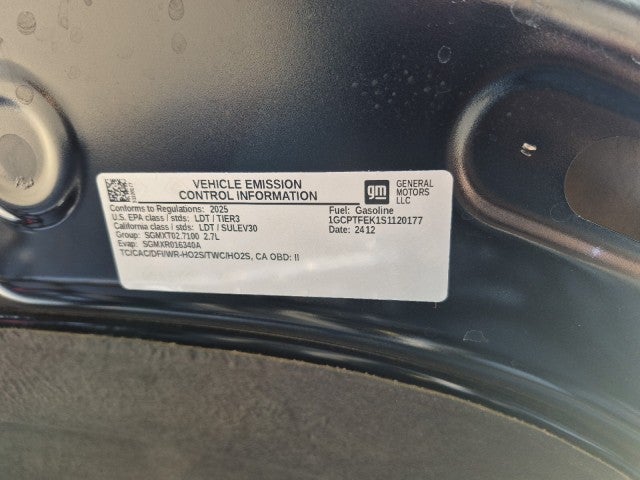 VEHICLE EMISSION
CONTROL INFORMATION
gm
GENERAL
MOTORS
LLC
Conforms to Regulations: 2025
U.S. EPA class / stds: LDT / TIER3
California class / stds: LDT / SULEV30
Group: SGMXT02.7100 2.7L
Evap: SGMXR016340A
TC/CAC/DFI/WR-HO2S/TWC/HO2S, CA OBD: II
Fuel: Gasoline
1GCPTFEK1S1120177
Date: 2412